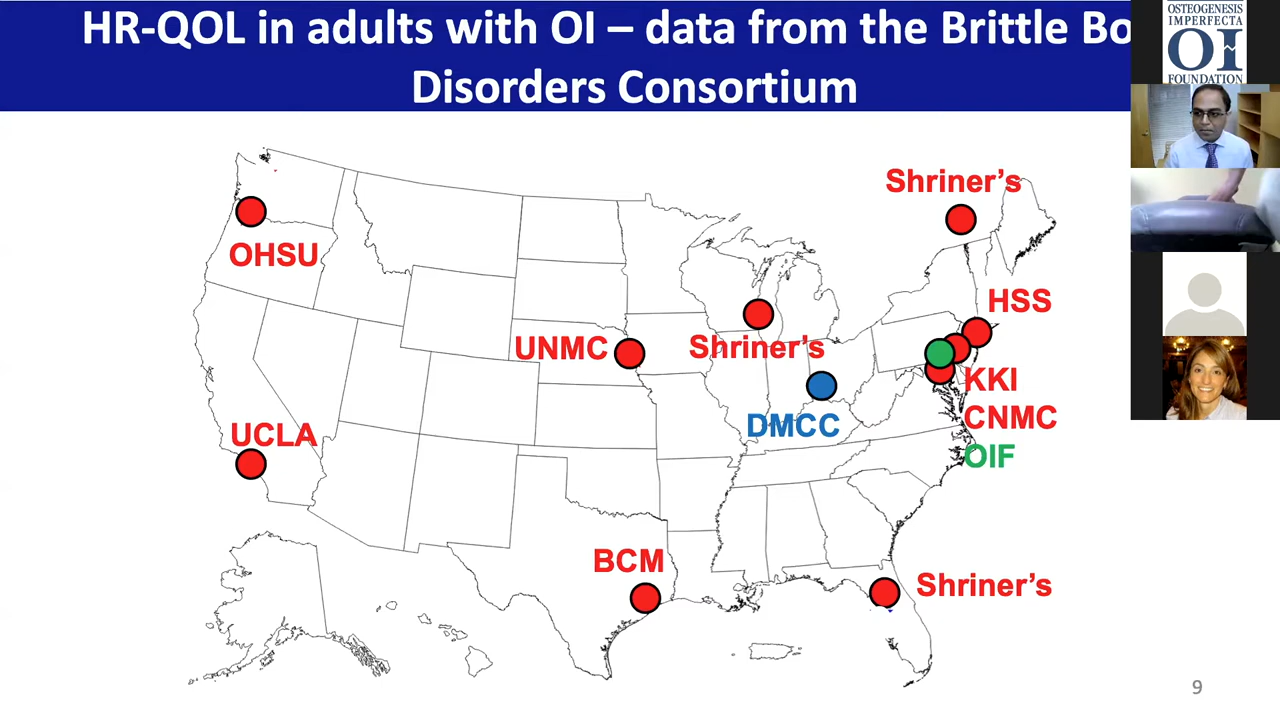 HR-QOL in adults with OI – data from the Brittle Bo
Disorders Consortium
OSTEOGENESIS
IMPERFECTA
OI
FOUNDATION
Shriner’s
OHSU
HSS
UNMC
Shriner’s
KKI
DMCC
CNMC
UCLA
OIF
BCM
Shriner’s
9